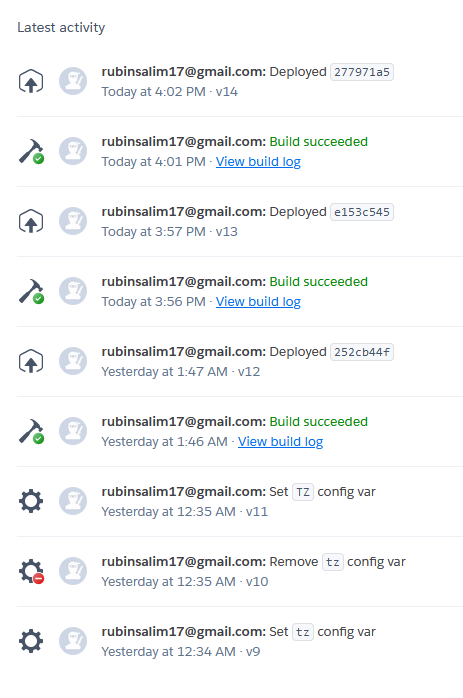 Latest activity
rubinsalim17@gmail.com: Deployed 277971a5
Today at 4:02 PM · v14
rubinsalim17@gmail.com: Build succeeded
Today at 4:01 PM · View build log
rubinsalim17@gmail.com: Deployed e153c545
Today at 3:57 PM · v13
rubinsalim17@gmail.com: Build succeeded
Today at 3:56 PM · View build log
rubinsalim17@gmail.com: Deployed 252cb44f
Yesterday at 1:47 AM · v12
rubinsalim17@gmail.com: Build succeeded
Yesterday at 1:46 AM · View build log
rubinsalim17@gmail.com: Set TZ config var
Yesterday at 12:35 AM · v11
rubinsalim17@gmail.com: Remove tz config var
Yesterday at 12:35 AM · v10
rubinsalim17@gmail.com: Set tz config var
Yesterday at 12:34 AM · v9